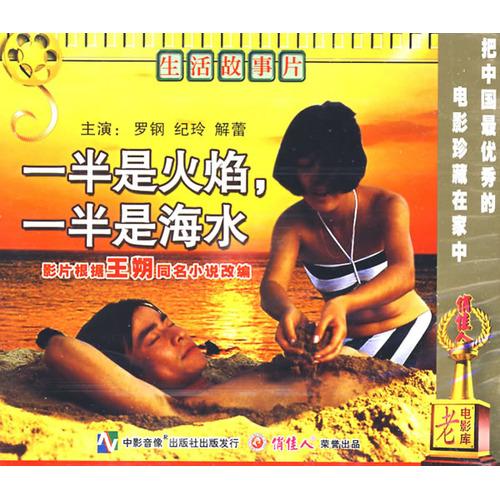 生活故事片
主演：罗钢 纪玲 解蕾
一半是火焰，
一半是海水
影片根据王朔同名小说改编
中影音像®出版社出版发行
俏佳人®荣誉出品
把中国最优秀的
电影珍藏在家中
俏佳人
老电影库